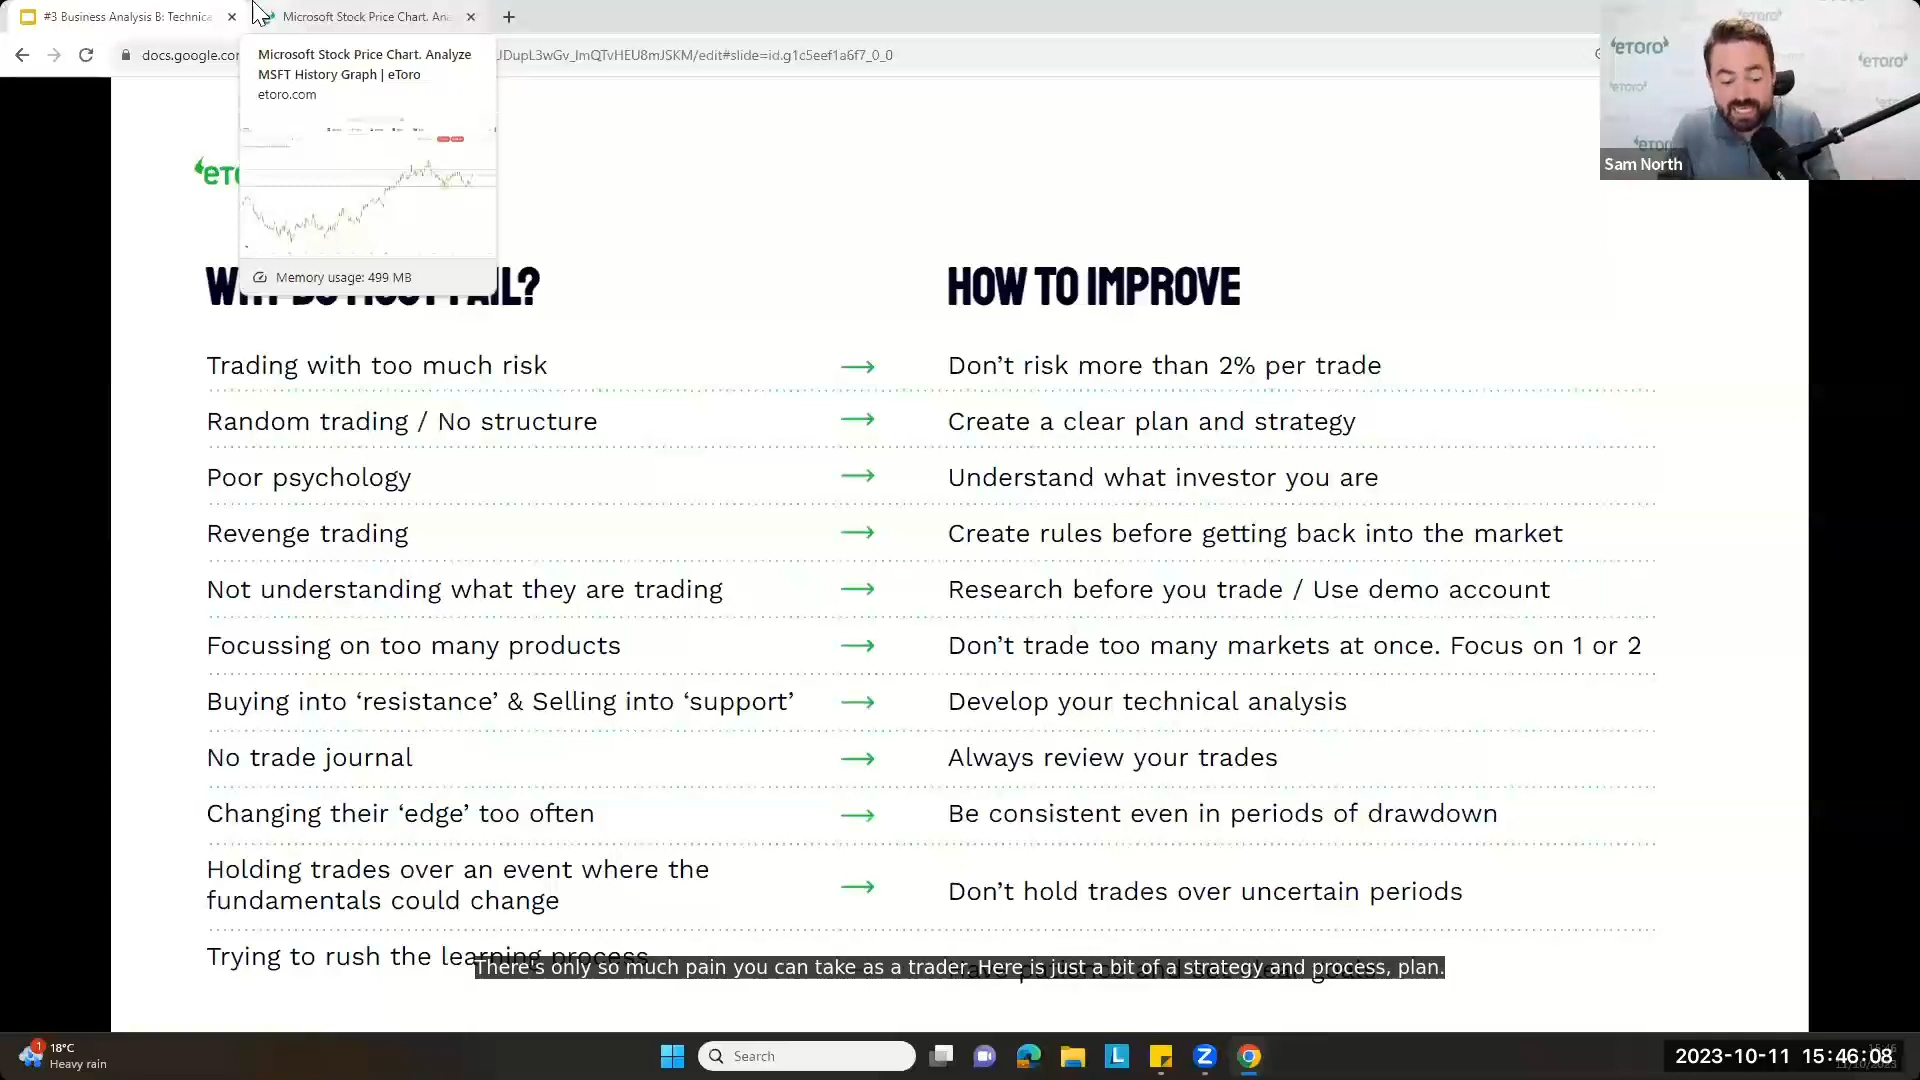 #3 Business Analysis B: Technica
Microsoft Stock Price Chart. Ana
docs.google.co
JDupL3wGv_ImQTvHEU8mJSKM/edit#slide=id.g1c5eef1a6f7_0_0
Microsoft Stock Price Chart. Analyze
MSFT History Graph | eToro
etoro.com
Memory usage: 499 MB
eTORO
eTORO
eTORO
eTORO
Sam North
HOW TO IMPROVE
Trading with too much risk
Don’t risk more than 2% per trade
Random trading / No structure
Create a clear plan and strategy
Poor psychology
Understand what investor you are
Revenge trading
Create rules before getting back into the market
Not understanding what they are trading
Research before you trade / Use demo account
Focussing on too many products
Don’t trade too many markets at once. Focus on 1 or 2
Buying into ‘resistance’ & Selling into ‘support’
Develop your technical analysis
No trade journal
Always review your trades
Changing their ‘edge’ too often
Be consistent even in periods of drawdown
Holding trades over an event where the
fundamentals could change
Don’t hold trades over uncertain periods
Trying to rush the learning process
There's only so much pain you can take as a trader. Here is just a bit of a strategy and process, plan.
1
18°C
Heavy rain
Search
2023-10-11 15:46:08